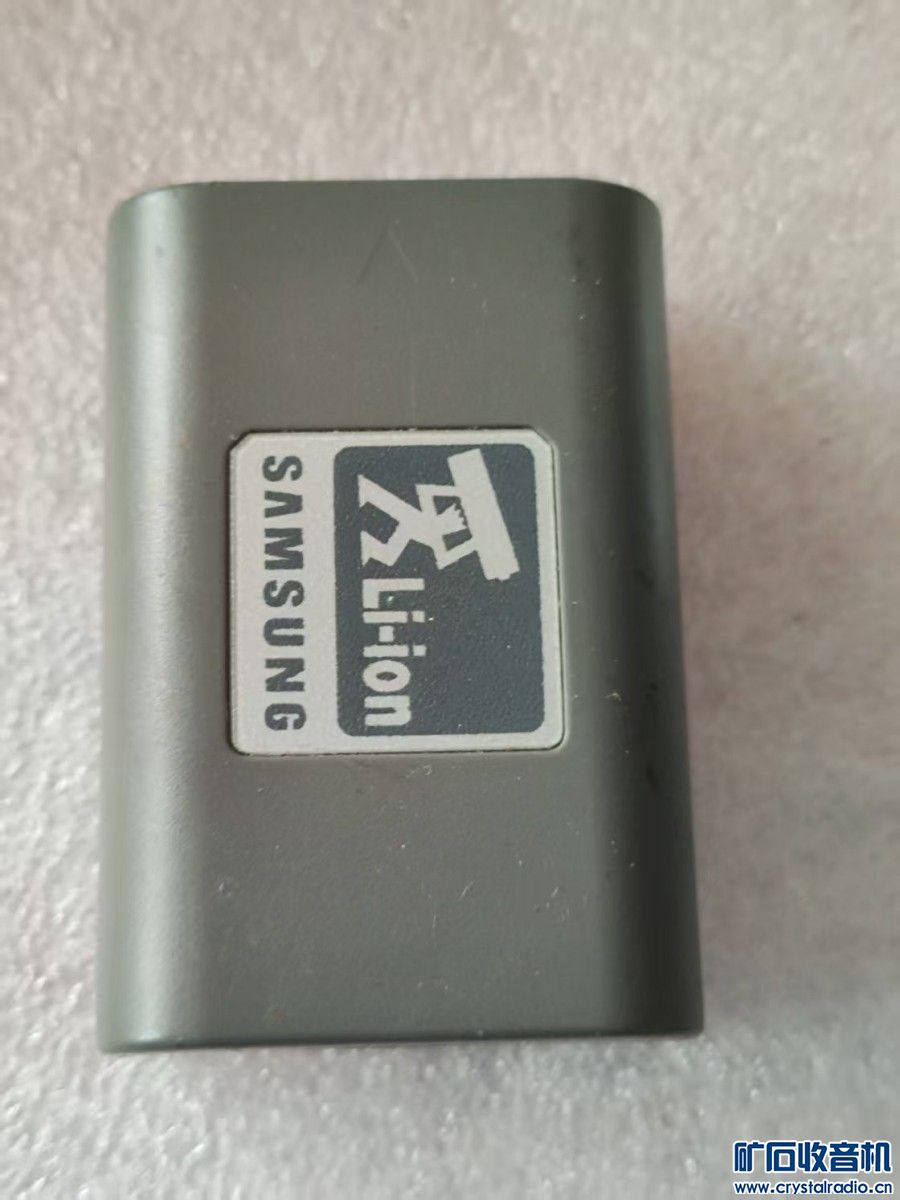 SAMSUNG
Li-ion
矿石收音机
www.crystalradio.cn